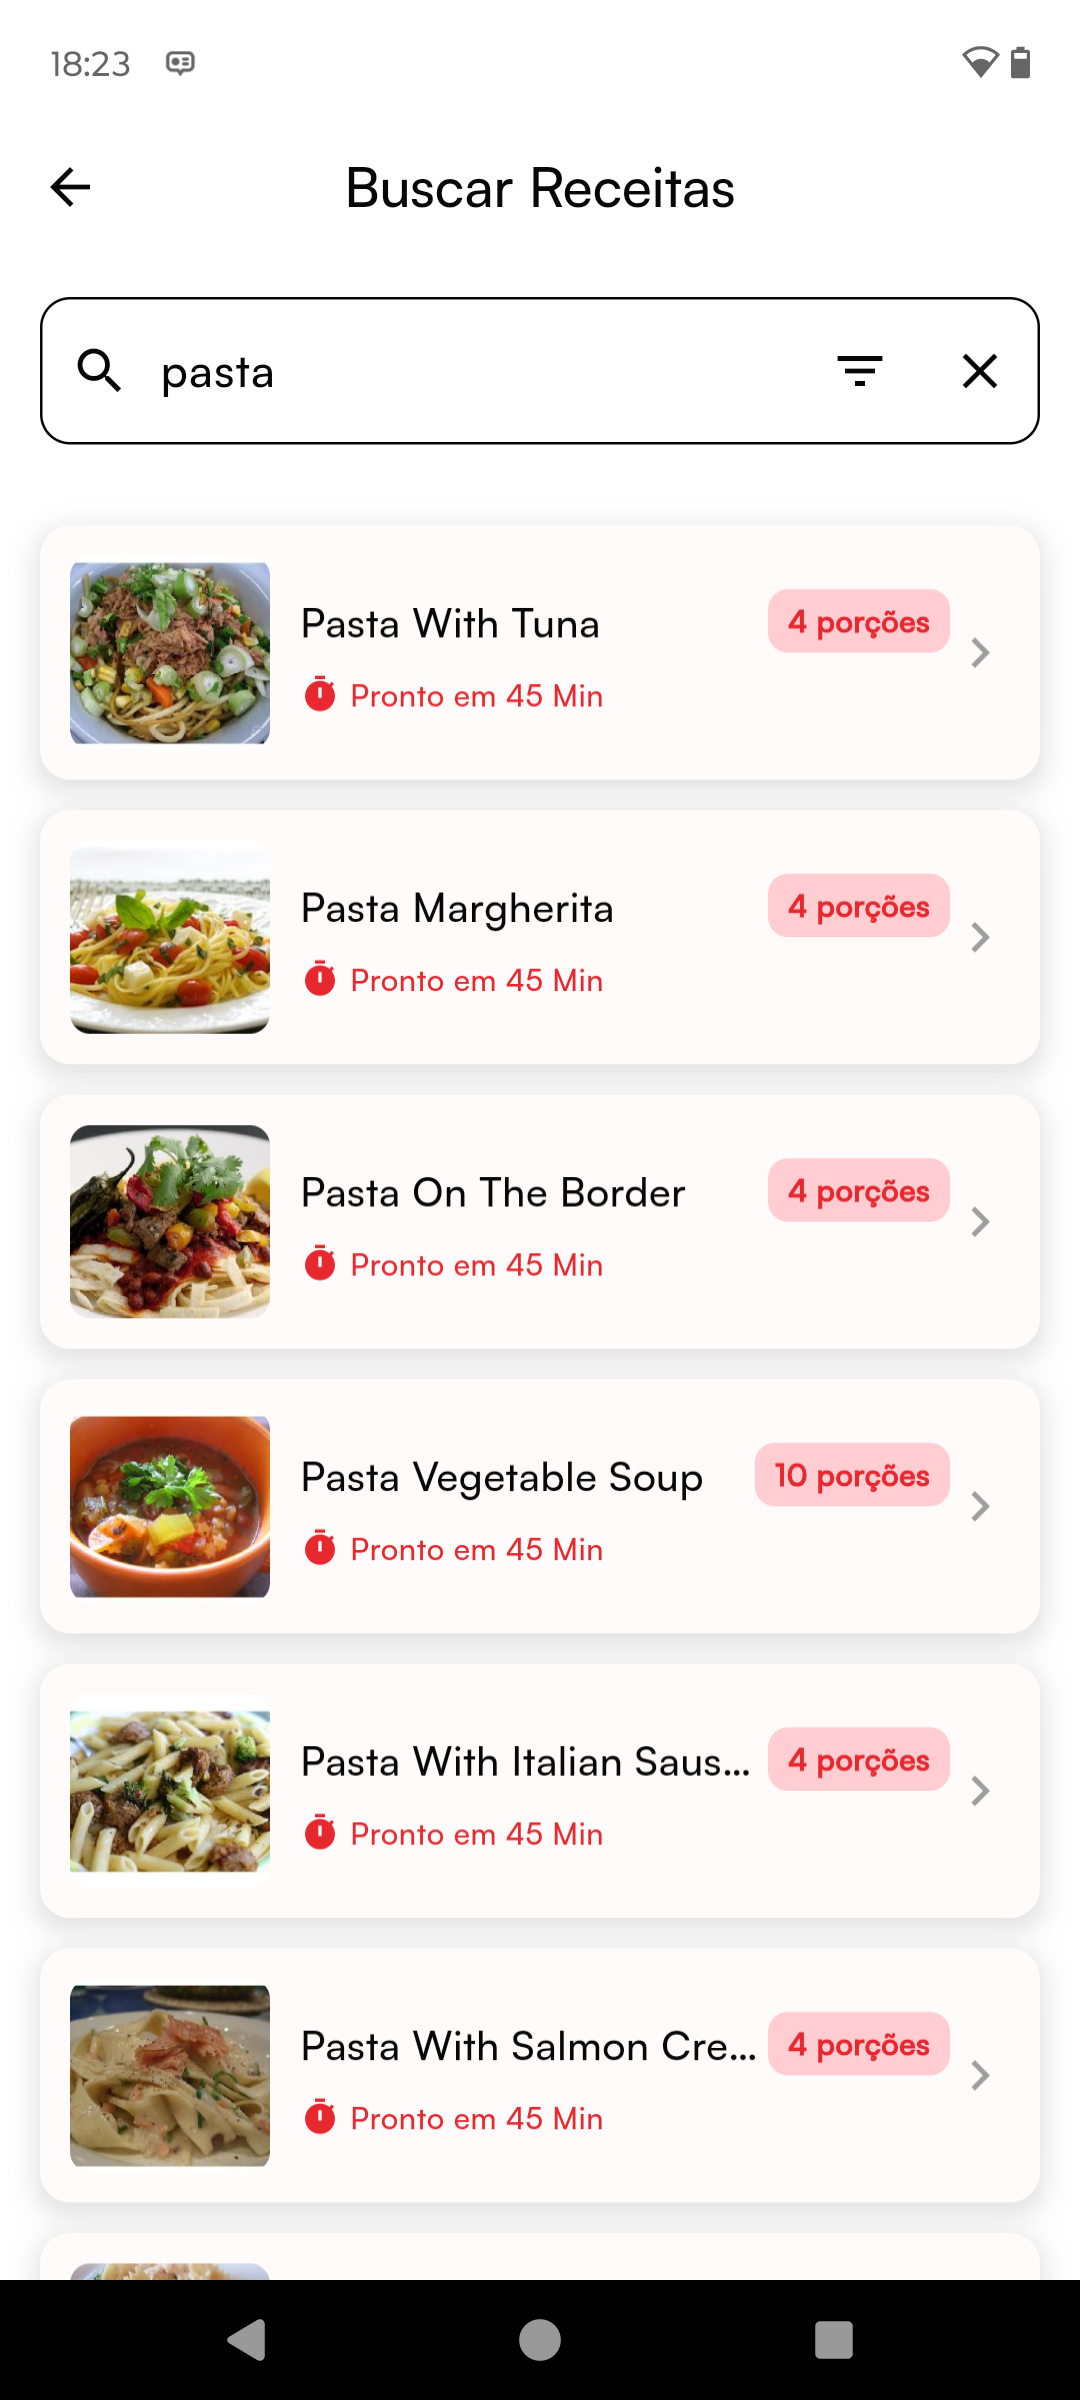 18:23
Buscar Receitas
pasta
Pasta With Tuna
4 porções
Pronto em 45 Min
Pasta Margherita
4 porções
Pronto em 45 Min
Pasta On The Border
4 porções
Pronto em 45 Min
Pasta Vegetable Soup
10 porções
Pronto em 45 Min
Pasta With Italian Saus...
4 porções
Pronto em 45 Min
Pasta With Salmon Cre...
4 porções
Pronto em 45 Min